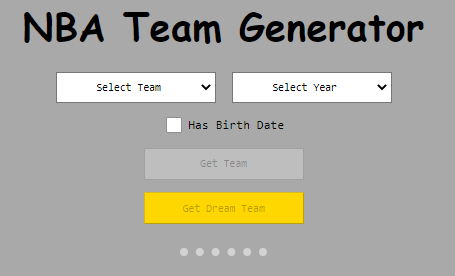 NBA Team Generator
Select Team Select Year
Has Birth Date
Get Team
Get Dream Team